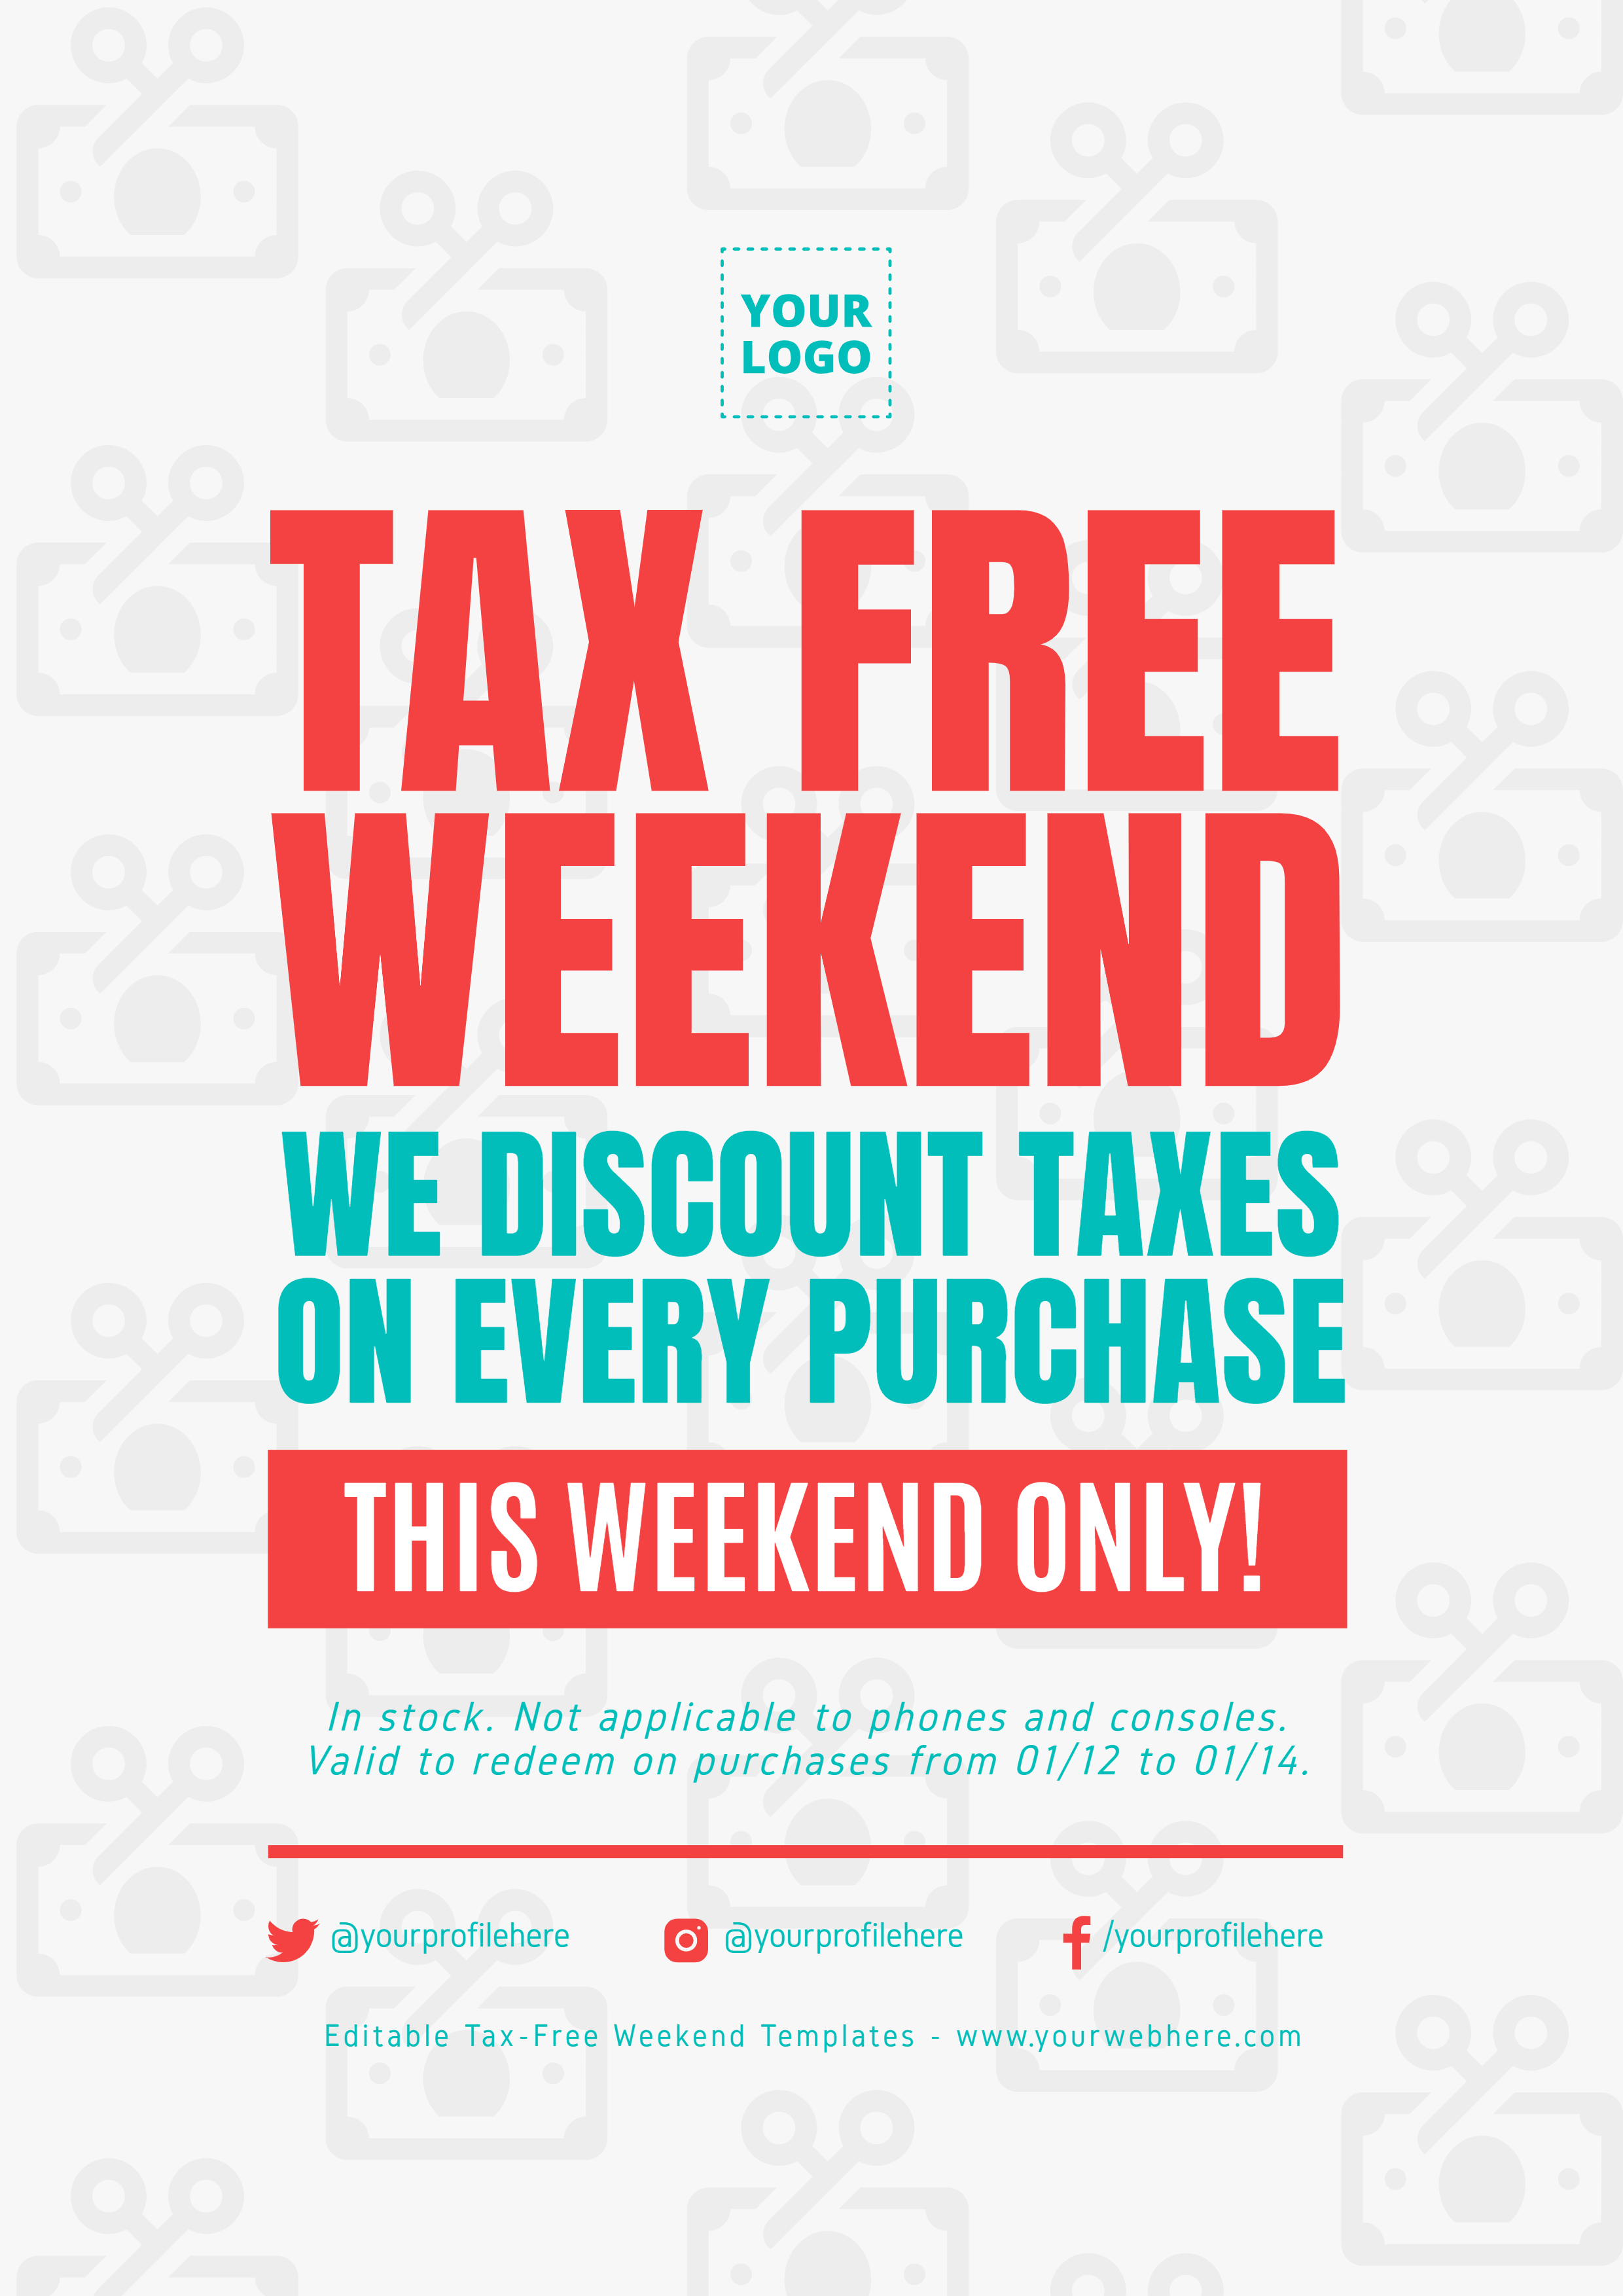 YOUR
LOGO
TAX FREE
WEEKEND
WE DISCOUNT TAXES
ON EVERY PURCHASE
THIS WEEKEND ONLY!
In stock. Not applicable to phones and consoles.
Valid to redeem on purchases from 01/12 to 01/14.
@yourprofilehere @yourprofilehere /yourprofilehere
Editable Tax-Free Weekend Templates - www.yourwebhere.com